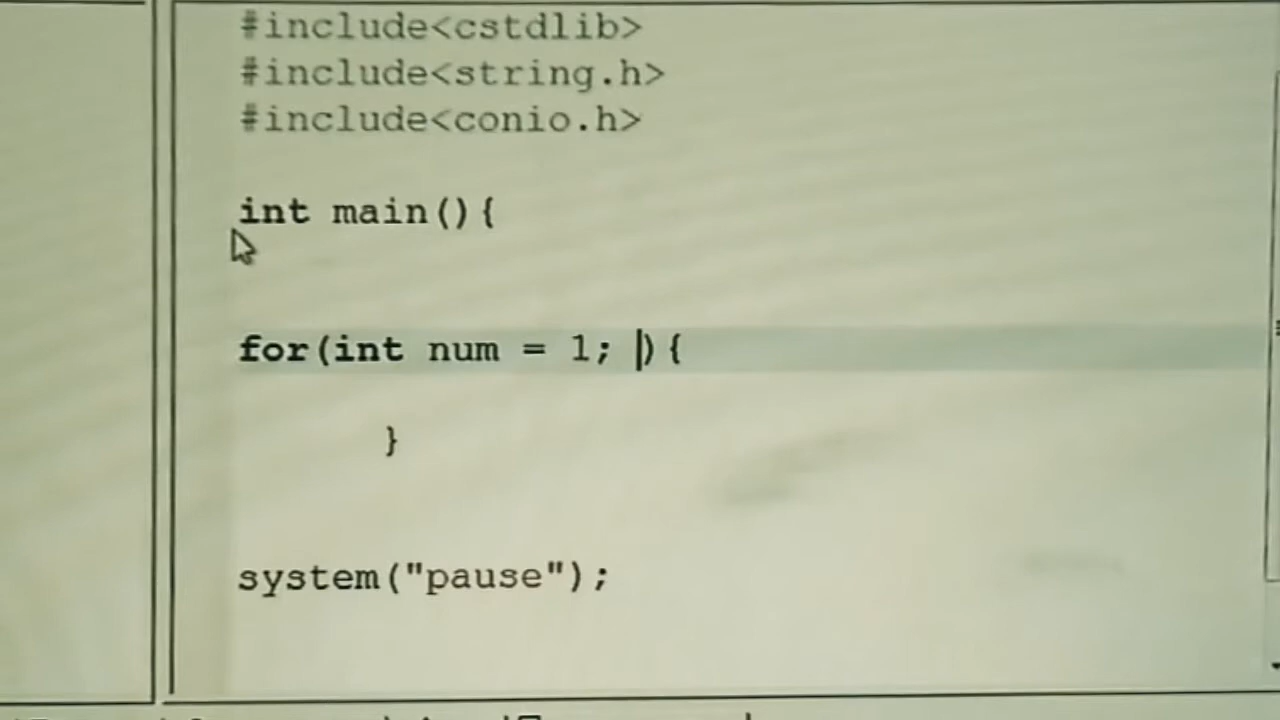 #include<cstdlib>
#include<string.h>
#include<conio.h>
int main(){
for(int num = 1; ){
}
system("pause");